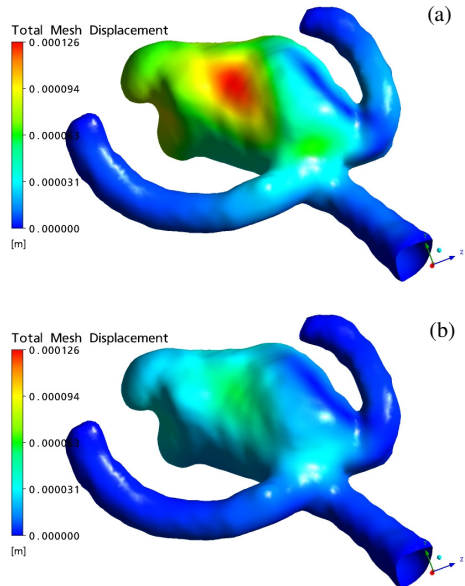 (a)
Total Mesh Displacement
0.000126
0.000094
0.000031
0.000000
[m]
z
(b)
Total Mesh Displacement
0.000126
0.000094
0.000031
0.000000
[m]
z